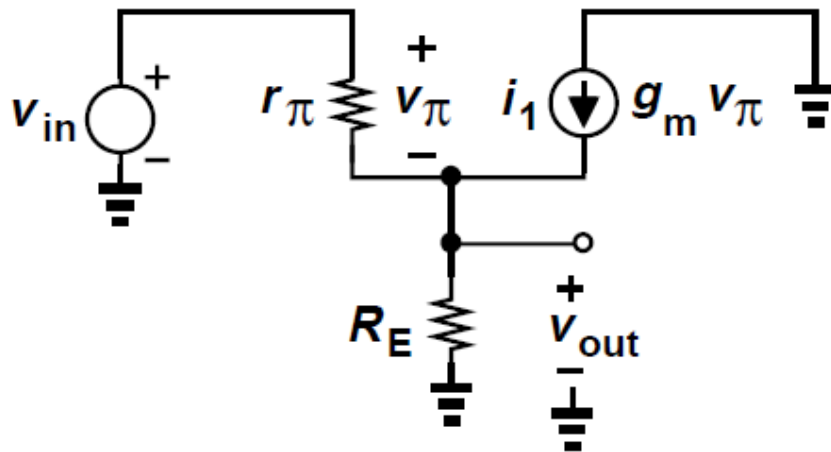 +
v_in
−
r_π
+
v_π
−
i_1
g_m v_π
R_E
+
v_out
−